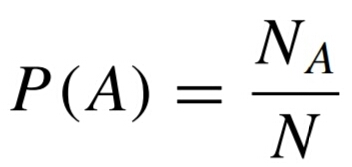 P(A) = N_A / N